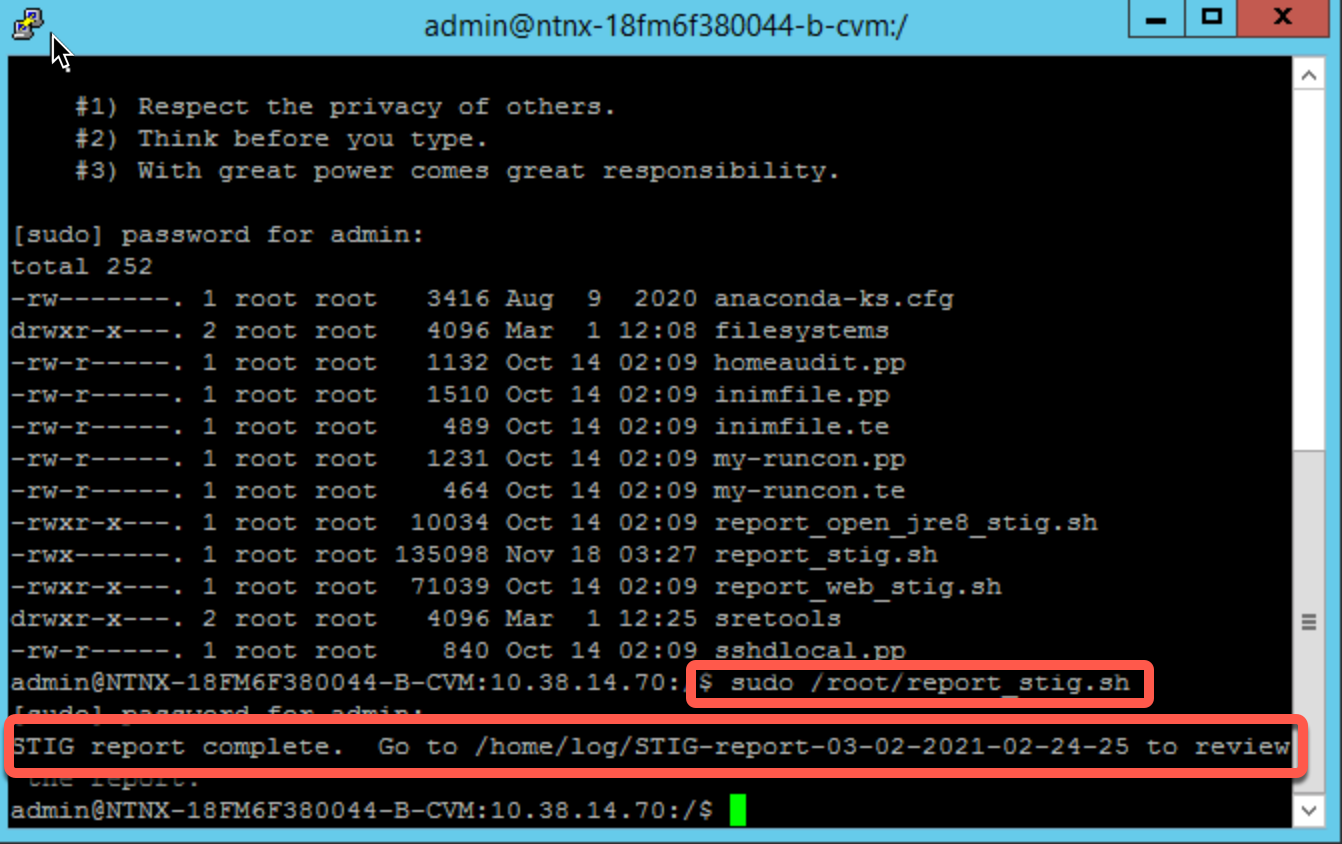 admin@ntnx-18fm6f380044-b-cvm:/
#1) Respect the privacy of others.
#2) Think before you type.
#3) With great power comes great responsibility.
[sudo] password for admin:
total 252
-rw-------. 1 root root   3416 Aug  9  2020 anaconda-ks.cfg
drwxr-x---. 2 root root   4096 Mar  1 12:08 filesystems
-rw-r-----. 1 root root   1132 Oct 14 02:09 homeaudit.pp
-rw-r-----. 1 root root   1510 Oct 14 02:09 inimfile.pp
-rw-r-----. 1 root root    489 Oct 14 02:09 inimfile.te
-rw-r-----. 1 root root   1231 Oct 14 02:09 my-runcon.pp
-rw-r-----. 1 root root    464 Oct 14 02:09 my-runcon.te
-rwxr-x---. 1 root root  10034 Oct 14 02:09 report_open_jre8_stig.sh
-rwx------. 1 root root 135098 Nov 18 03:27 report_stig.sh
-rwxr-x---. 1 root root  71039 Oct 14 02:09 report_web_stig.sh
drwxr-x---. 2 root root   4096 Mar  1 12:25 sretools
-rw-r-----. 1 root root    840 Oct 14 02:09 sshdlocal.pp
admin@NTNX-18FM6F380044-B-CVM:10.38.14.70:/$ sudo /root/report_stig.sh
[sudo] password for admin:
STIG report complete.  Go to /home/log/STIG-report-03-02-2021-02-24-25 to review
the report.
admin@NTNX-18FM6F380044-B-CVM:10.38.14.70:/$